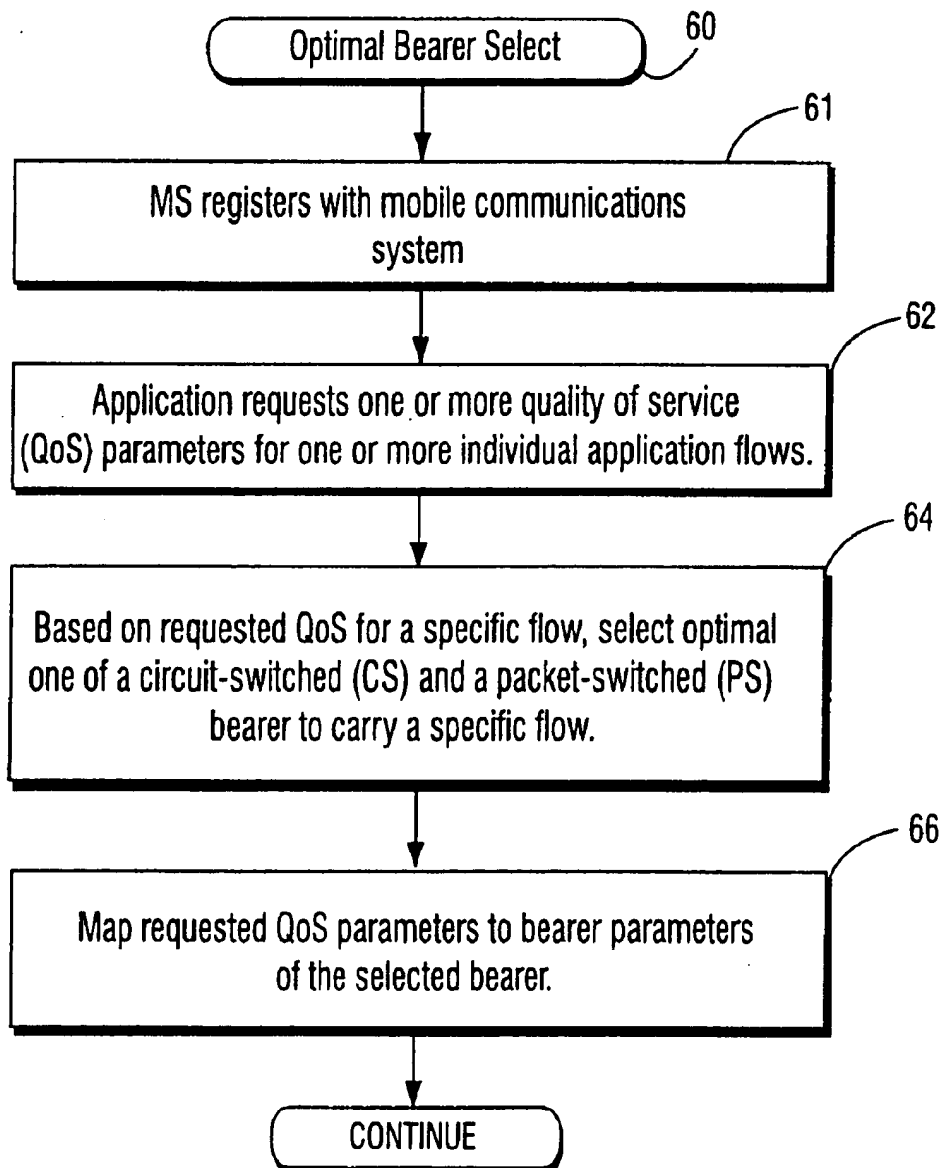 Optimal Bearer Select
60
61
MS registers with mobile communications
system
62
Application requests one or more quality of service
(QoS) parameters for one or more individual application flows.
64
Based on requested QoS for a specific flow, select optimal
one of a circuit-switched (CS) and a packet-switched (PS)
bearer to carry a specific flow.
66
Map requested QoS parameters to bearer parameters
of the selected bearer.
CONTINUE